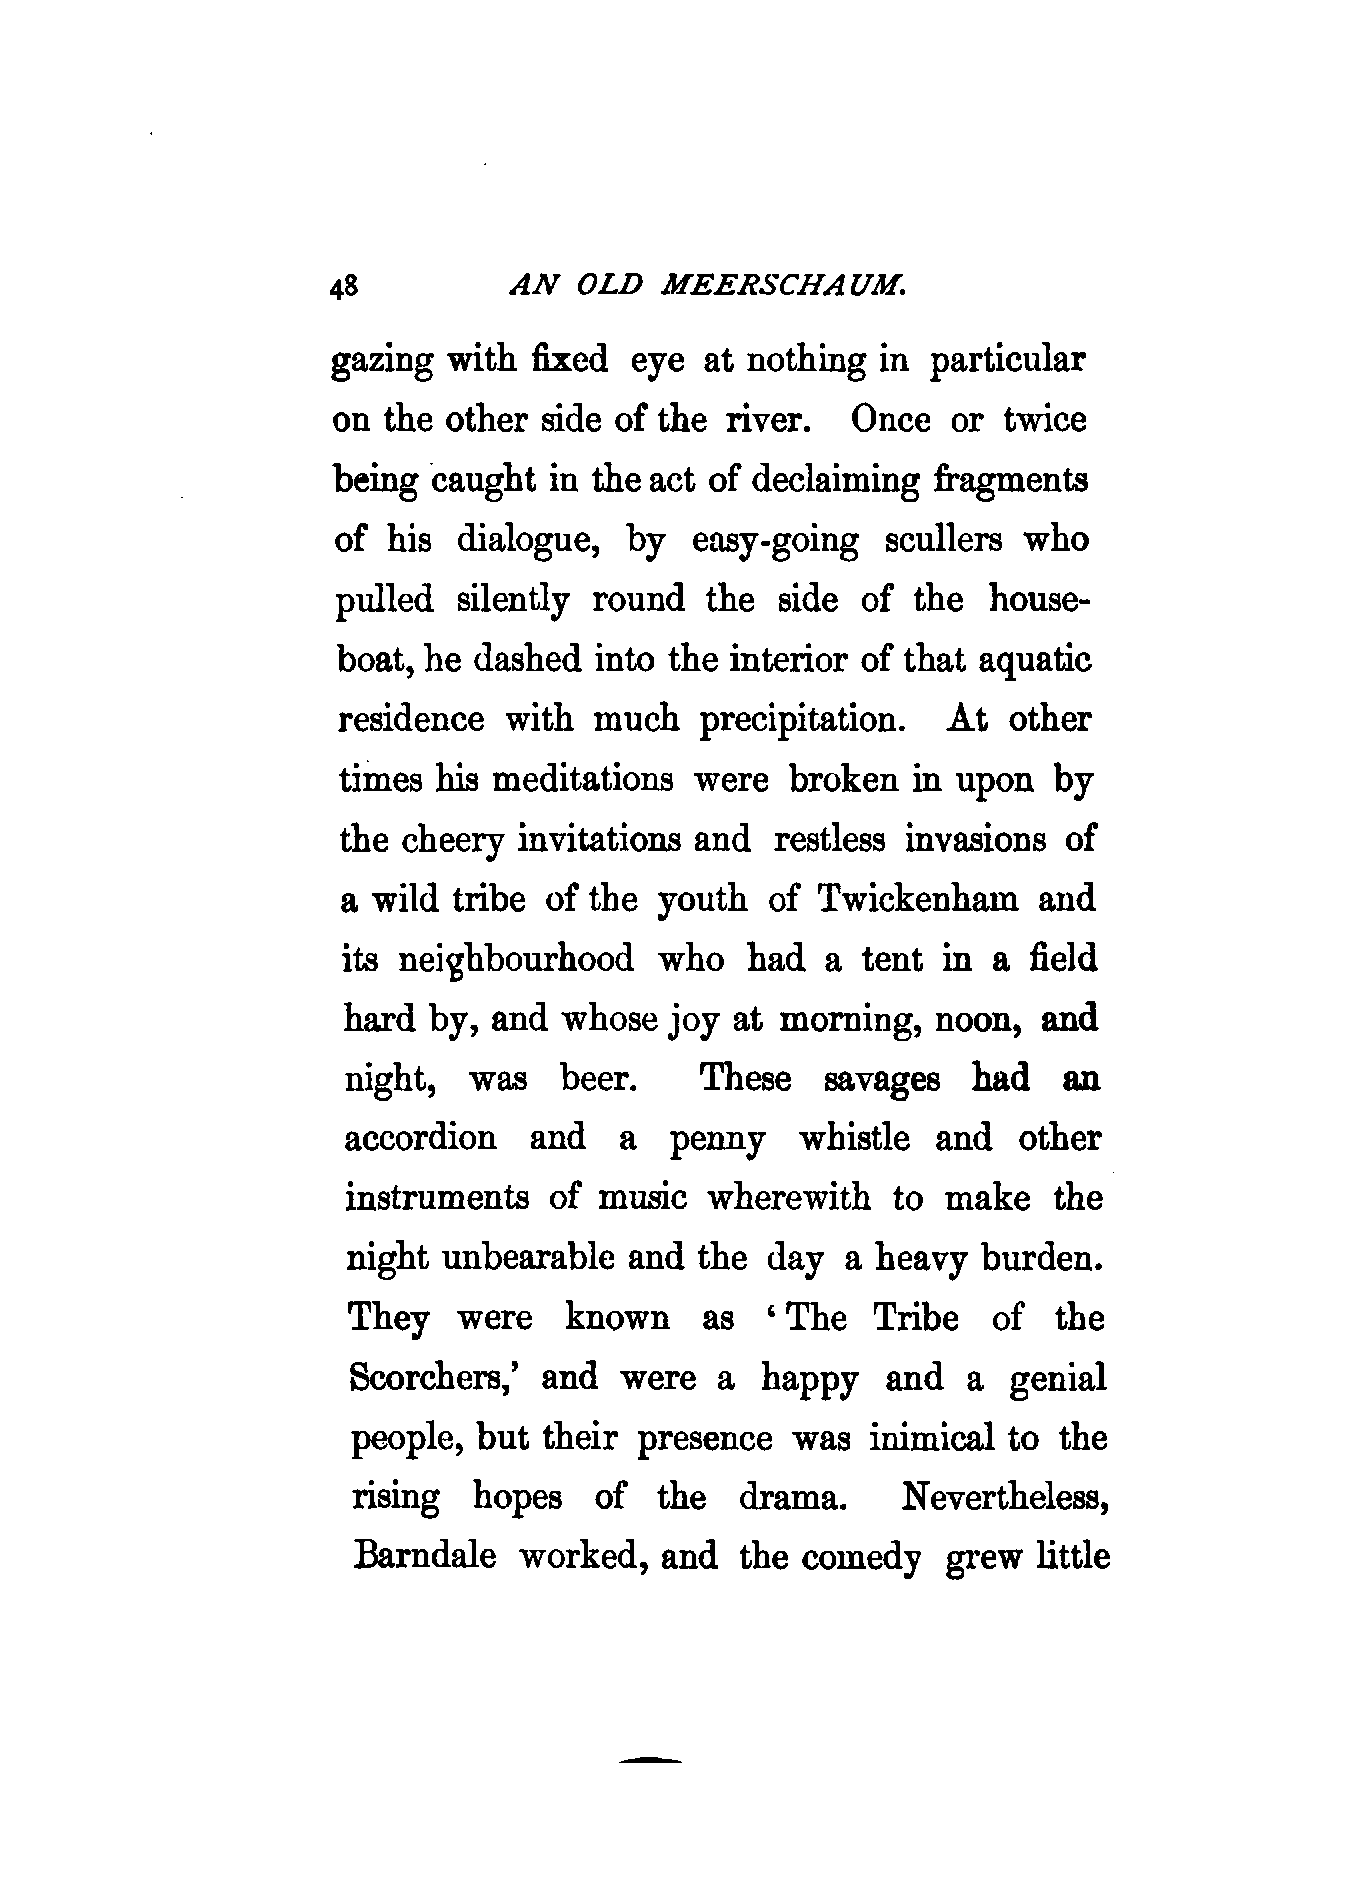 48 AN OLD MEERSCHAUM.
gazing with fixed eye at nothing in particular
on the other side of the river. Once or twice
being caught in the act of declaiming fragments
of his dialogue, by easy-going scullers who
pulled silently round the side of the house-
boat, he dashed into the interior of that aquatic
residence with much precipitation. At other
times his meditations were broken in upon by
the cheery invitations and restless invasions of
a wild tribe of the youth of Twickenham and
its neighbourhood who had a tent in a field
hard by, and whose joy at morning, noon, and
night, was beer. These savages had an
accordion and a penny whistle and other
instruments of music wherewith to make the
night unbearable and the day a heavy burden.
They were known as ‘The Tribe of the
Scorchers,’ and were a happy and a genial
people, but their presence was inimical to the
rising hopes of the drama. Nevertheless,
Barndale worked, and the comedy grew little